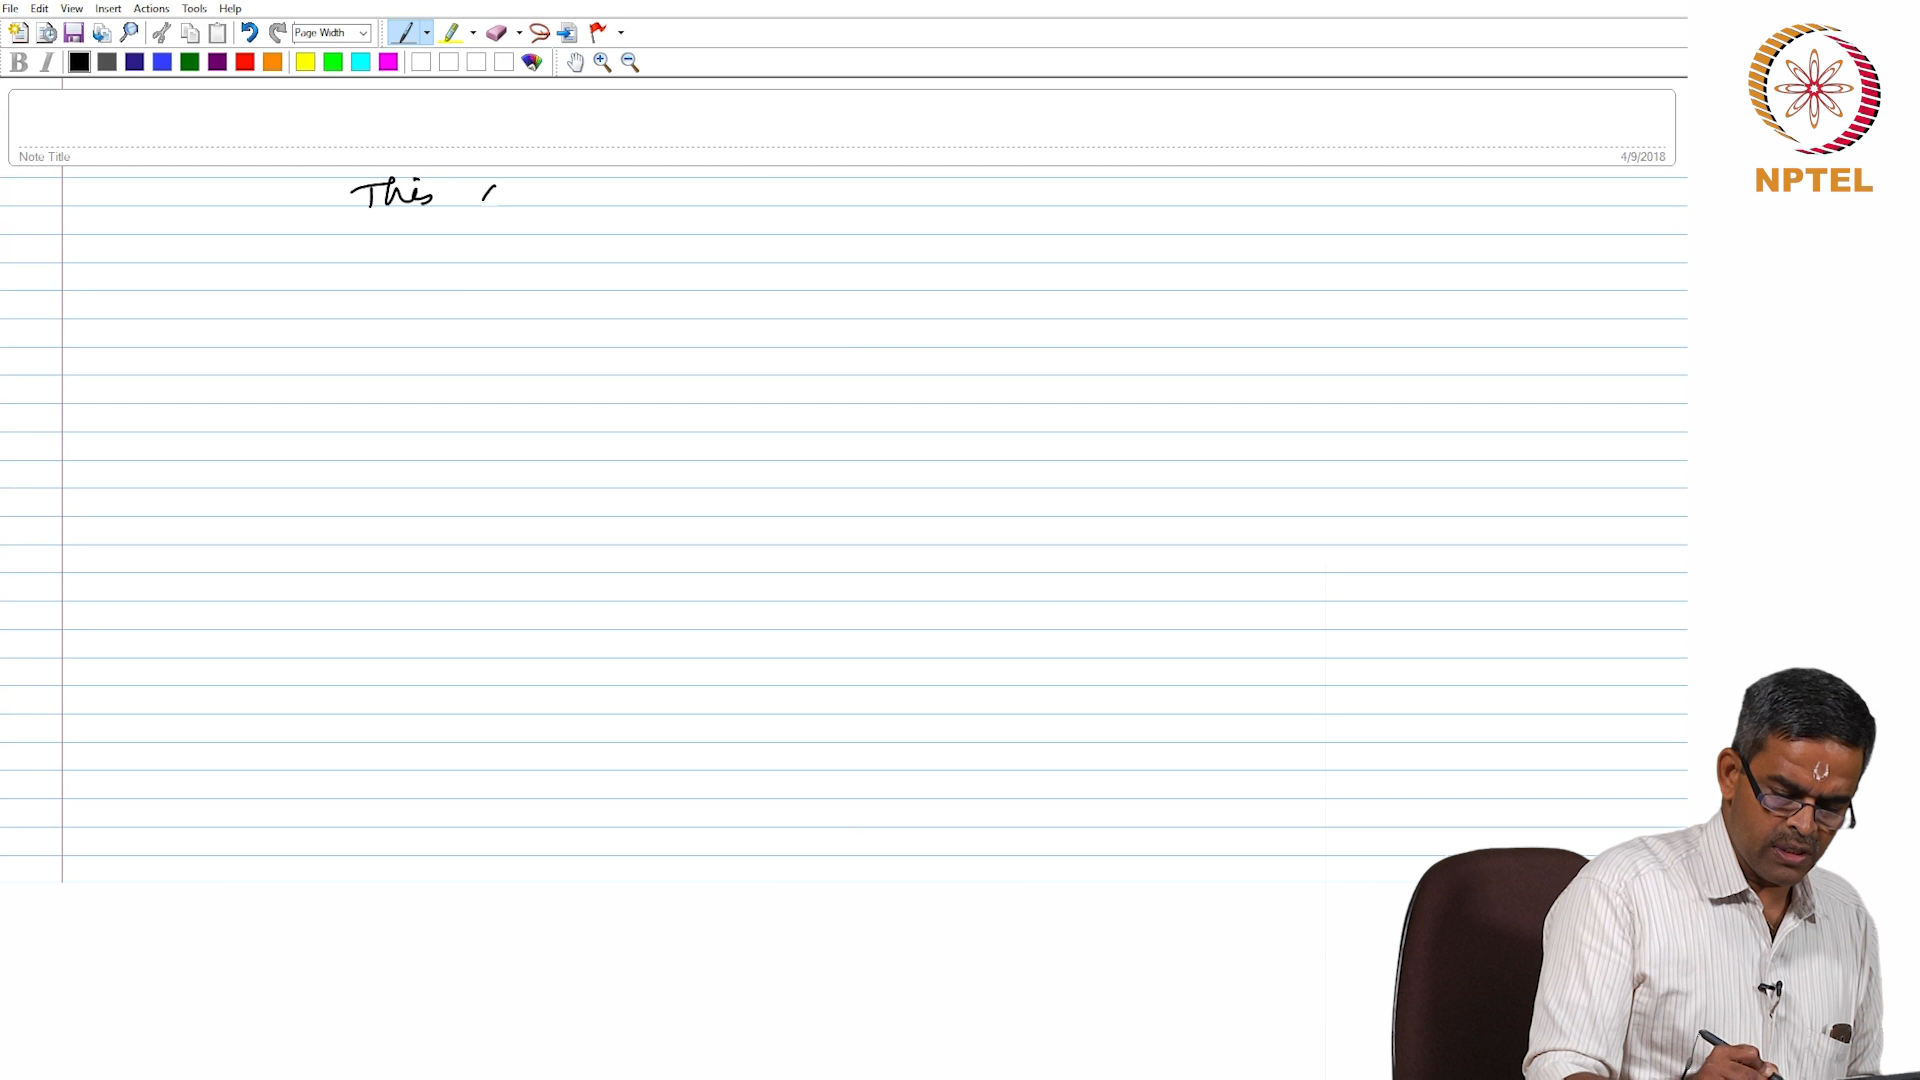 File Edit View Insert Actions Tools Help
Page Width
B I
Note Title
4/9/2018
This
NPTEL